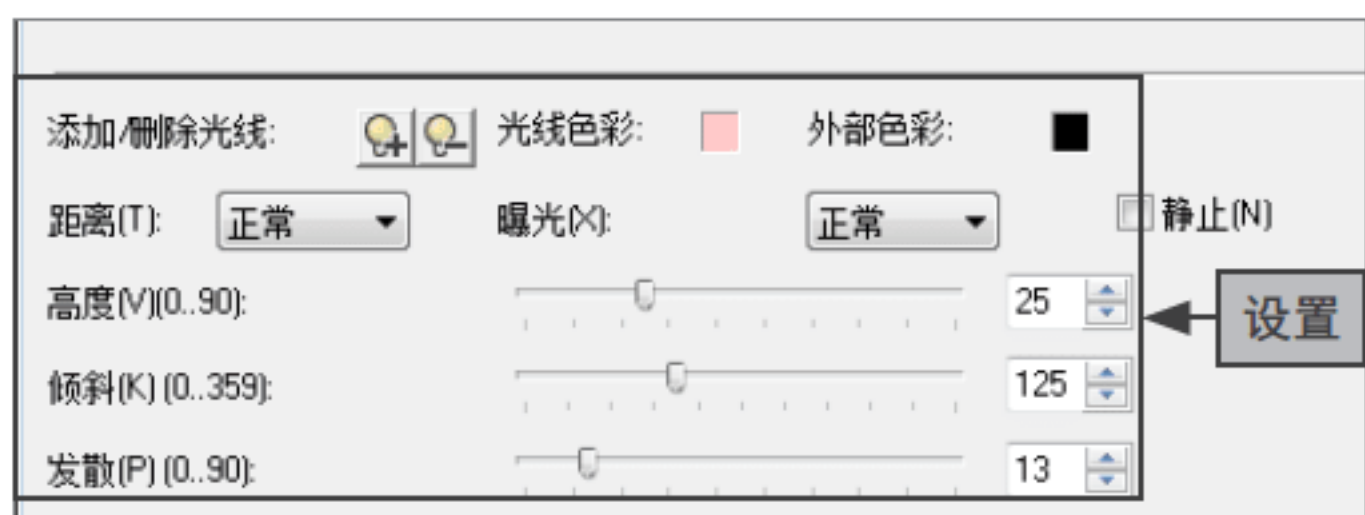 添加/删除光线: 光线色彩: 外部色彩:
距离(T): 正常 曝光(X): 正常 静止(N)
高度(V)(0..90): 25
设置
倾斜(K) (0..359): 125
发散(P) (0..90): 13